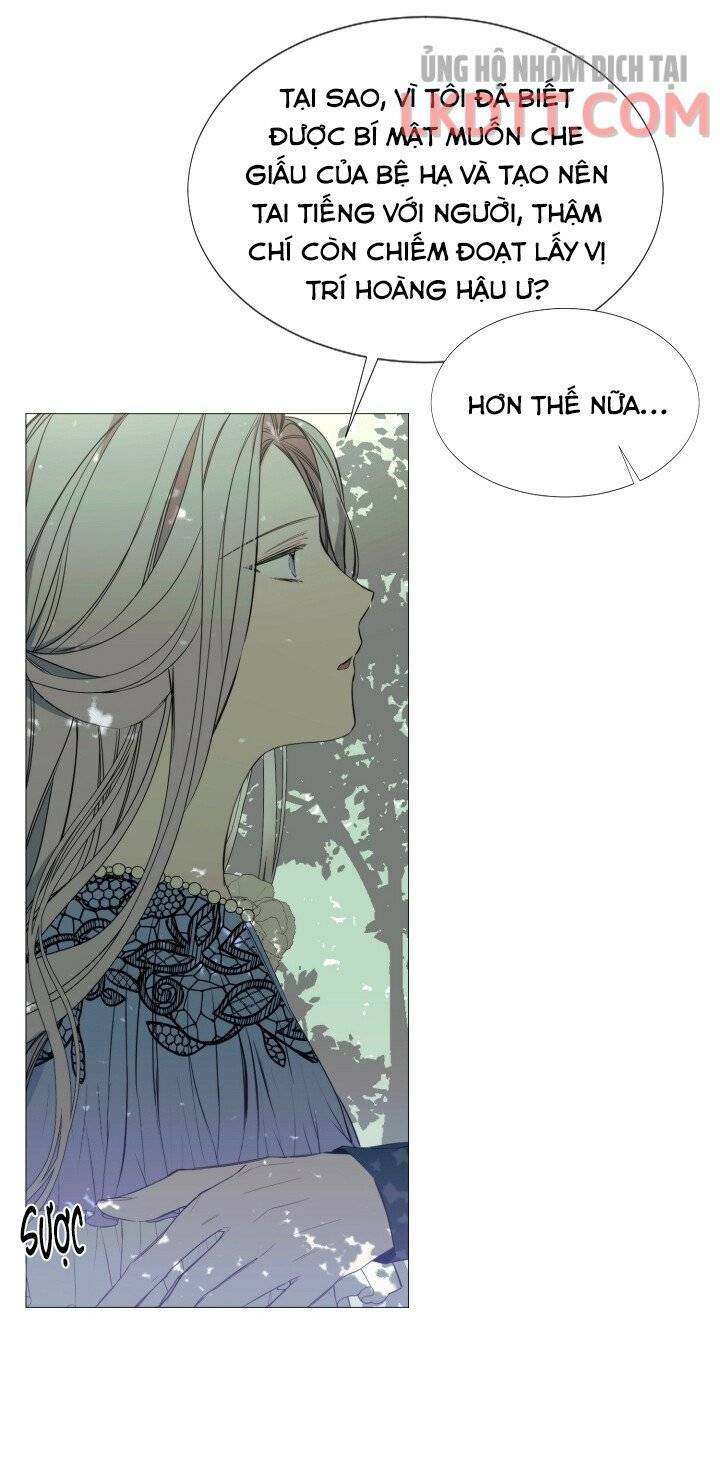 ỦNG HỘ NHÓM DỊCH TẠI
LKDTT.COM
TẠI SAO, VÌ TÔI ĐÃ BIẾT
ĐƯỢC BÍ MẬT MUỐN CHE
GIẤU CỦA BỆ HẠ VÀ TẠO NÊN
TAI TIẾNG VỚI NGƯỜI, THẬM
CHÍ CÒN CHIẾM ĐOẠT LẤY VỊ
TRÍ HOÀNG HẬU Ư?
HƠN THẾ NỮA...
SƯỢC